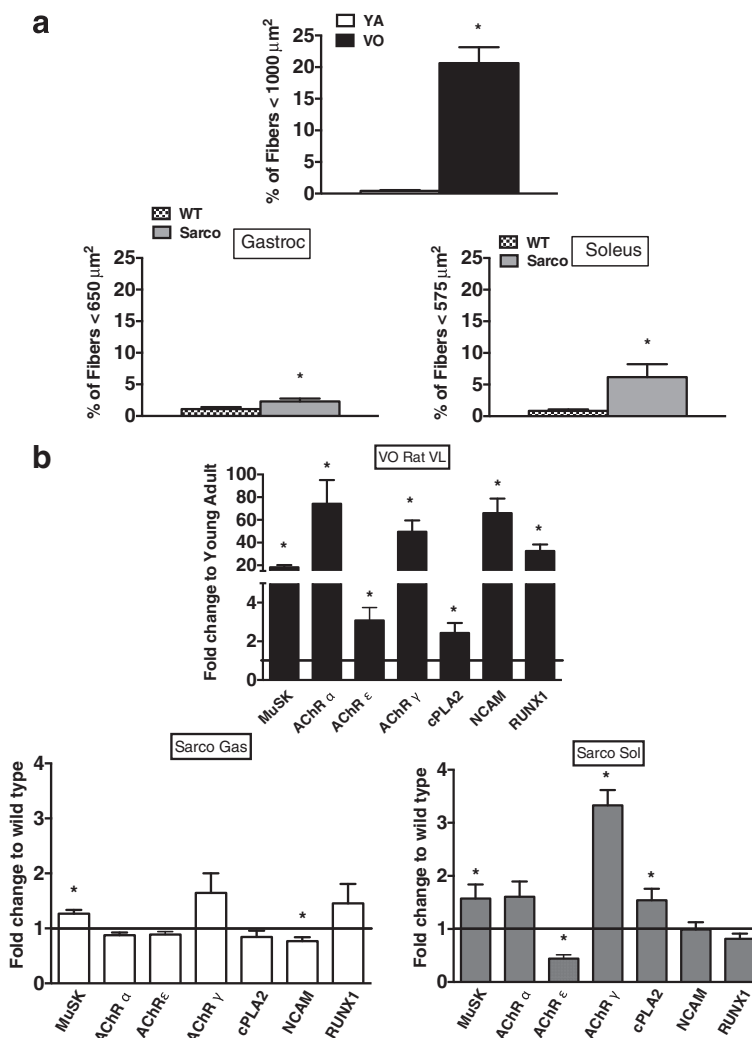 a
YA
VO
% of Fibers < 1000 μm²
25
20
15
10
5
0
*
WT
Sarco
Gastroc
% of Fibers < 650 μm²
25
20
15
10
5
0
*
WT
Sarco
Soleus
% of Fibers < 575 μm²
25
20
15
10
5
0
*
b
VO Rat VL
Fold change to Young Adult
100
80
60
40
20
4
2
0
* * * * * * *
MuSK AChR α AChR ε AChR γ cPLA2 NCAM RUNX1
Sarco Gas
Fold change to wild type
4
3
2
1
0
* *
MuSK AChR α AChRε AChR γ cPLA2 NCAM RUNX1
Sarco Sol
Fold change to wild type
4
3
2
1
0
* * * *
MuSK AChR α AChR ε AChR γ cPLA2 NCAM RUNX1